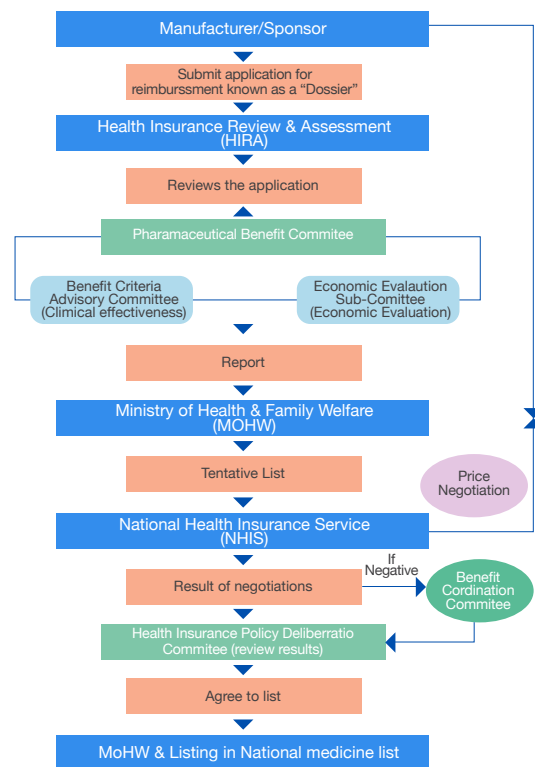 Manufacturer/Sponsor
Submit application for
reimburssment known as a “Dossier”
Health Insurance Review & Assessment
(HIRA)
Reviews the application
Pharamaceutical Benefit Commitee
Benefit Criteria
Advisory Committee
(Clinical effectiveness)
Economic Evalaution
Sub-Comittee
(Economic Evaluation)
Report
Ministry of Health & Family Welfare
(MOHW)
Tentative List
Price
Negotiation
National Health Insurance Service
(NHIS)
If
Negative
Result of negotiations
Benefit
Cordination
Commitee
Health Insurance Policy Deliberratio
Commitee (review results)
Agree to list
MoHW & Listing in National medicine list